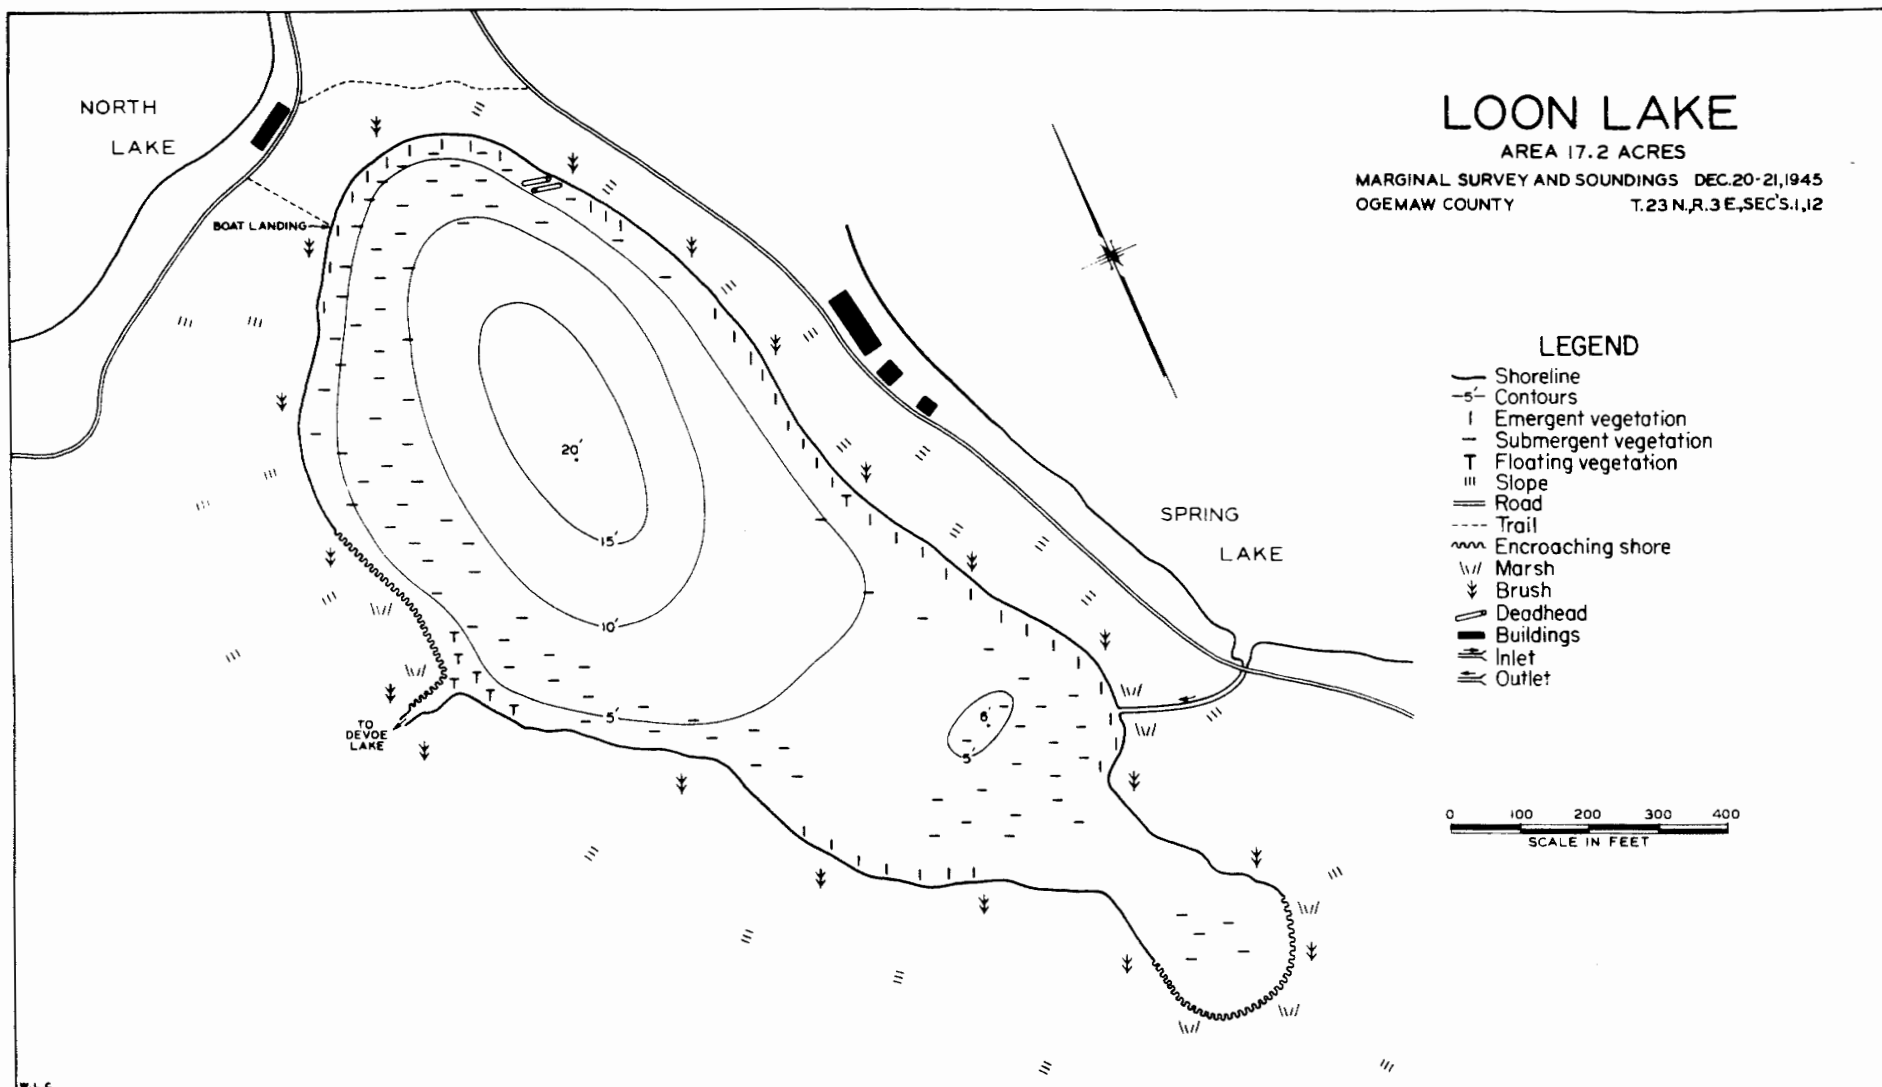 NORTH
LAKE
LOON LAKE
AREA 17.2 ACRES
MARGINAL SURVEY AND SOUNDINGS DEC. 20-21, 1945
OGEMAW COUNTY T. 23 N., R. 3 E., SEC'S. 1, 12
BOAT LANDING
20'
15'
10'
5'
6'
5'
SPRING
LAKE
TO
DEVOE
LAKE
LEGEND
Shoreline
5' Contours
Emergent vegetation
Submergent vegetation
Floating vegetation
Slope
Road
Trail
Encroaching shore
Marsh
Brush
Deadhead
Buildings
Inlet
Outlet
0 100 200 300 400
SCALE IN FEET